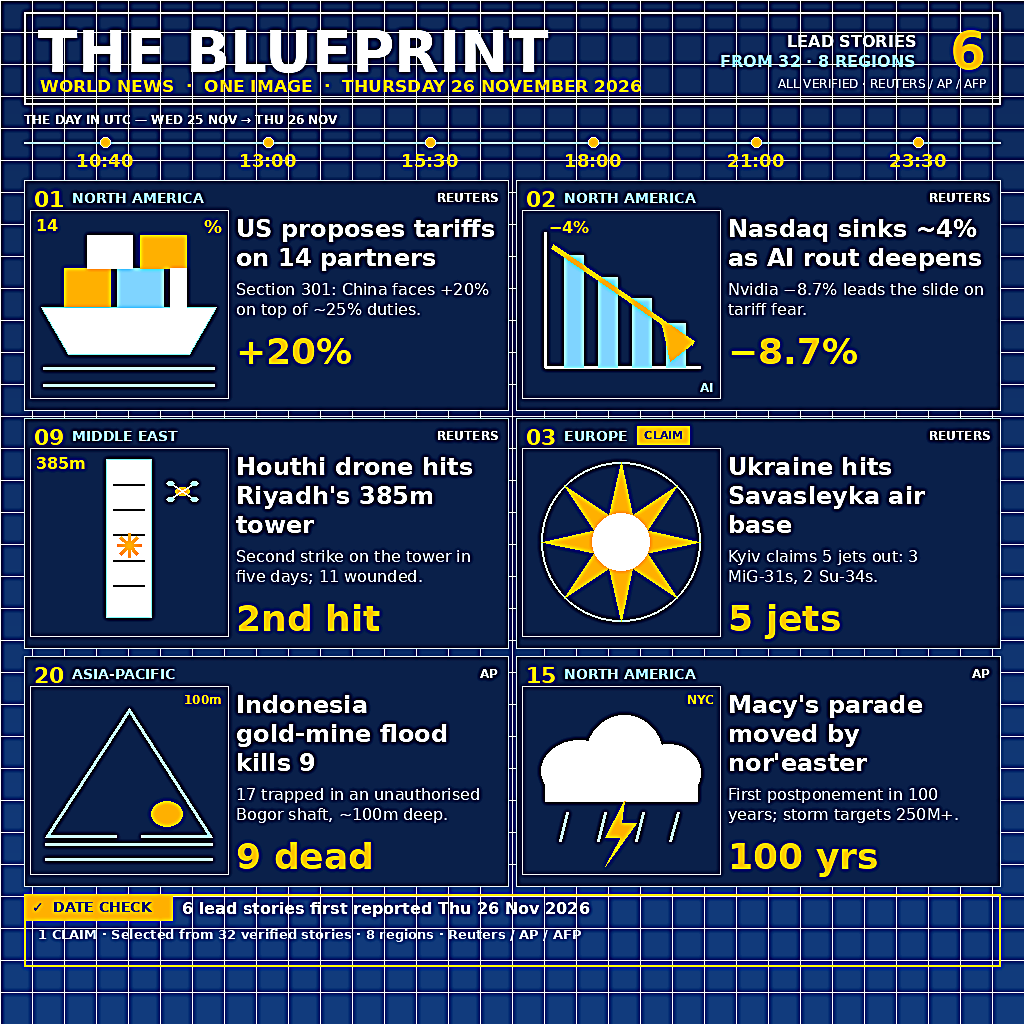 THE BLUEPRINT
WORLD NEWS · ONE IMAGE · THURSDAY 26 NOVEMBER 2026
LEAD STORIES
FROM 32 · 8 REGIONS
6
ALL VERIFIED · REUTERS / AP / AFP
THE DAY IN UTC — WED 25 NOV → THU 26 NOV
10:40 13:00 15:30 18:00 21:00 23:30
01 NORTH AMERICA REUTERS
14 %
US proposes tariffs
on 14 partners
Section 301: China faces +20%
on top of ~25% duties.
+20%
02 NORTH AMERICA REUTERS
−4%
AI
Nasdaq sinks ~4%
as AI rout deepens
Nvidia −8.7% leads the slide on
tariff fear.
−8.7%
09 MIDDLE EAST REUTERS
385m
Houthi drone hits
Riyadh's 385m
tower
Second strike on the tower in
five days; 11 wounded.
2nd hit
03 EUROPE CLAIM REUTERS
Ukraine hits
Savasleyka air
base
Kyiv claims 5 jets out: 3
MiG-31s, 2 Su-34s.
5 jets
20 ASIA-PACIFIC AP
100m
Indonesia
gold-mine flood
kills 9
17 trapped in an unauthorised
Bogor shaft, ~100m deep.
9 dead
15 NORTH AMERICA AP
NYC
Macy's parade
moved by
nor'easter
First postponement in 100
years; storm targets 250M+.
100 yrs
✓ DATE CHECK 6 lead stories first reported Thu 26 Nov 2026
1 CLAIM · Selected from 32 verified stories · 8 regions · Reuters / AP / AFP